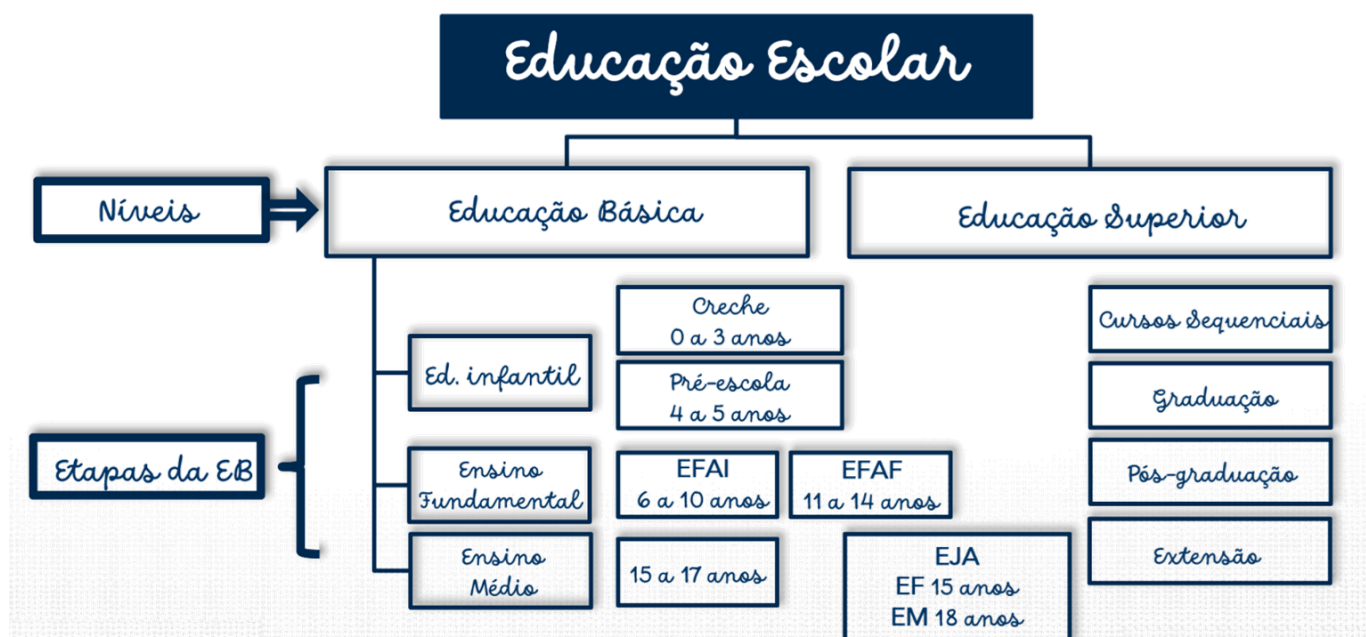 Educação Escolar
Níveis
Educação Básica
Educação Superior
Etapas da EB
Ed. infantil
Creche
0 a 3 anos
Pré-escola
4 a 5 anos
Ensino
Fundamental
EFAI
6 a 10 anos
EFAF
11 a 14 anos
Ensino
Médio
15 a 17 anos
EJA
EF 15 anos
EM 18 anos
Cursos Sequenciais
Graduação
Pós-graduação
Extensão